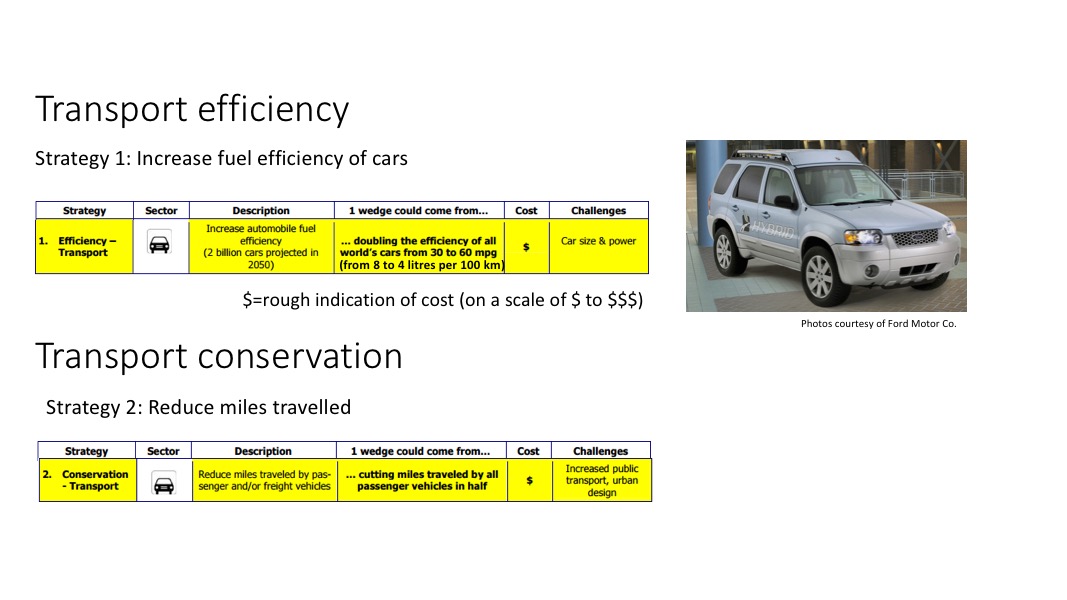 Transport efficiency
Strategy 1: Increase fuel efficiency of cars
Strategy Sector Description 1 wedge could come from... Cost Challenges
1. Efficiency –
Transport
Increase automobile fuel
efficiency
(2 billion cars projected in
2050)
... doubling the efficiency of all
world's cars from 30 to 60 mpg
(from 8 to 4 litres per 100 km)
$
Car size & power
HYBRID
Photos courtesy of Ford Motor Co.
$=rough indication of cost (on a scale of $ to $$$)
Transport conservation
Strategy 2: Reduce miles travelled
Strategy Sector Description 1 wedge could come from... Cost Challenges
2. Conservation
- Transport
Reduce miles traveled by pas-
senger and/or freight vehicles
... cutting miles traveled by all
passenger vehicles in half
$
Increased public
transport, urban
design